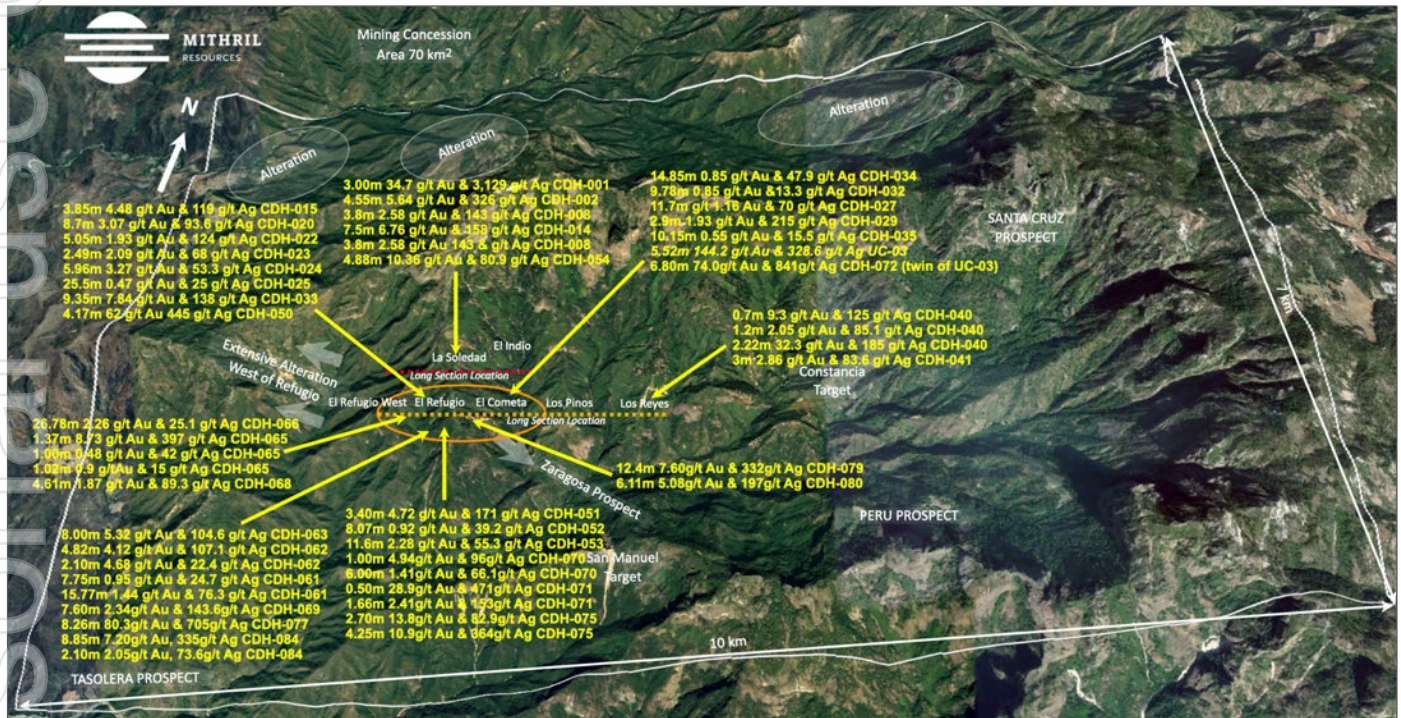 MITHRIL
RESOURCES
Mining Concession
Area 70 km²
N
Alteration
Alteration
Alteration
3.85m 4.48 g/t Au & 119 g/t Ag CDH-015
8.7m 3.07 g/t Au & 93.6 g/t Ag CDH-020
5.05m 1.93 g/t Au & 124 g/t Ag CDH-022
2.49m 2.09 g/t Au & 68 g/t Ag CDH-023
5.96m 3.27 g/t Au & 53.3 g/t Ag CDH-024
25.5m 0.47 g/t Au & 25 g/t Ag CDH-025
9.35m 7.84 g/t Au & 138 g/t Ag CDH-033
4.17m 62 g/t Au 445 g/t Ag CDH-050
3.00m 34.7 g/t Au & 3,129 g/t Ag CDH-001
4.55m 5.64 g/t Au & 326 g/t Ag CDH-002
3.8m 2.58 g/t Au & 143 g/t Ag CDH-008
7.5m 6.76 g/t Au & 158 g/t Ag CDH-014
3.8m 2.58 g/t Au 143 & g/t Ag CDH-008
4.88m 10.36 g/t Au & 80.9 g/t Ag CDH-054
14.85m 0.85 g/t Au & 47.9 g/t Ag CDH-034
9.78m 0.85 g/t Au &13.3 g/t Ag CDH-032
11.7m g/t 1.16 Au & 70 g/t Ag CDH-027
2.9m 1.93 g/t Au & 215 g/t Ag CDH-029
10.15m 0.55 g/t Au & 15.5 g/t Ag CDH-035
5.52m 144.2 g/t Au & 328.6 g/t Ag UC-03
6.80m 74.0g/t Au & 841g/t Ag CDH-072 (twin of UC-03)
SANTA CRUZ
PROSPECT
7 km
0.7m 9.3 g/t Au & 125 g/t Ag CDH-040
1.2m 2.05 g/t Au & 85.1 g/t Ag CDH-040
2.22m 32.3 g/t Au & 185 g/t Ag CDH-040
3m 2.86 g/t Au & 83.6 g/t Ag CDH-041
Extensive Alteration
West of Refugio
El Indio
La Soledad
Long Section Location
Constancia
Target
El Refugio West El Refugio El Cometa Los Pinos Los Reyes
Long Section Location
26.78m 2.26 g/t Au & 25.1 g/t Ag CDH-066
1.37m 8.73 g/t Au & 397 g/t Ag CDH-065
1.00m 0.48 g/t Au & 42 g/t Ag CDH-065
1.02m 0.9 g/tAu & 15 g/t Ag CDH-065
4.61m 1.87 g/t Au & 89.3 g/t Ag CDH-068
Zaragosa Prospect
12.4m 7.60g/t Au & 332g/t Ag CDH-079
6.11m 5.08g/t Au & 197g/t Ag CDH-080
PERU PROSPECT
8.00m 5.32 g/t Au & 104.6 g/t Ag CDH-063
4.82m 4.12 g/t Au & 107.1 g/t Ag CDH-062
2.10m 4.68 g/t Au & 22.4 g/t Ag CDH-062
7.75m 0.95 g/t Au & 24.7 g/t Ag CDH-061
15.77m 1.44 g/t Au & 76.3 g/t Ag CDH-061
7.60m 2.34g/t Au & 143.6g/t Ag CDH-069
8.26m 80.3g/t Au & 705g/t Ag CDH-077
8.85m 7.20g/t Au, 335g/t Ag CDH-084
2.10m 2.05g/t Au, 73.6g/t Ag CDH-084
3.40m 4.72 g/t Au & 171 g/t Ag CDH-051
8.07m 0.92 g/t Au & 39.2 g/t Ag CDH-052
11.6m 2.28 g/t Au & 55.3 g/t Ag CDH-053
1.00m 4.94g/t Au & 96g/t Ag CDH-070
6.00m 1.41g/t Au & 66.1g/t Ag CDH-070
0.50m 28.9g/t Au & 471g/t Ag CDH-071
1.66m 2.41g/t Au & 153g/t Ag CDH-071
2.70m 13.8g/t Au & 82.9g/t Ag CDH-075
4.25m 10.9g/t Au & 364g/t Ag CDH-075
San Manuel
Target
10 km
TASOLERA PROSPECT